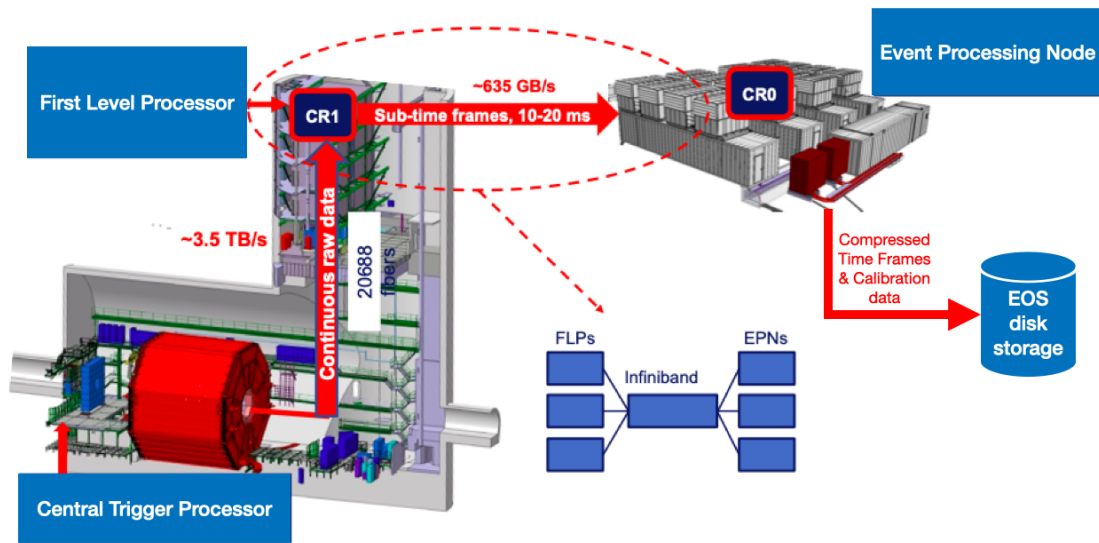 First Level Processor
CR1
~635 GB/s
Sub-time frames, 10-20 ms
CR0
Event Processing Node
~3.5 TB/s
Continuous raw data
20688
fibers
Compressed
Time Frames
& Calibration
data
EOS
disk
storage
FLPs
Infiniband
EPNs
Central Trigger Processor